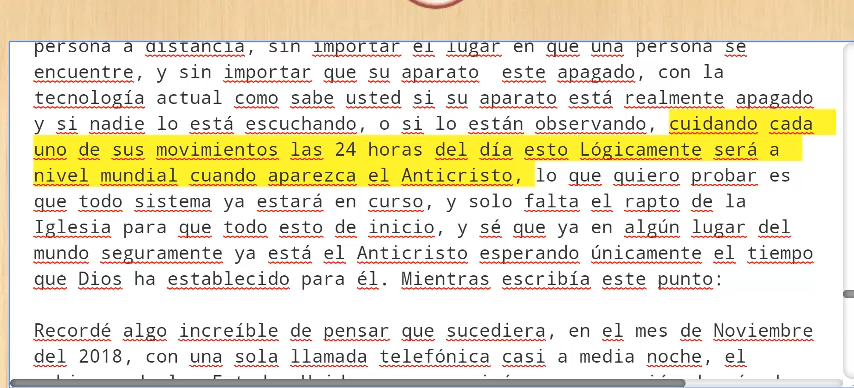 persona a distancia, sin importar el lugar en que una persona se
encuentre, y sin importar que su aparato este apagado, con la
tecnología actual como sabe usted si su aparato está realmente apagado
y si nadie lo está escuchando, o si lo están observando, cuidando cada
uno de sus movimientos las 24 horas del día esto Lógicamente será a
nivel mundial cuando aparezca el Anticristo, lo que quiero probar es
que todo sistema ya estará en curso, y solo falta el rapto de la
Iglesia para que todo esto de inicio, y sé que ya en algún lugar del
mundo seguramente ya está el Anticristo esperando únicamente el tiempo
que Dios ha establecido para él. Mientras escribía este punto:
Recordé algo increíble de pensar que sucediera, en el mes de Noviembre
del 2018, con una sola llamada telefónica casi a media noche, el